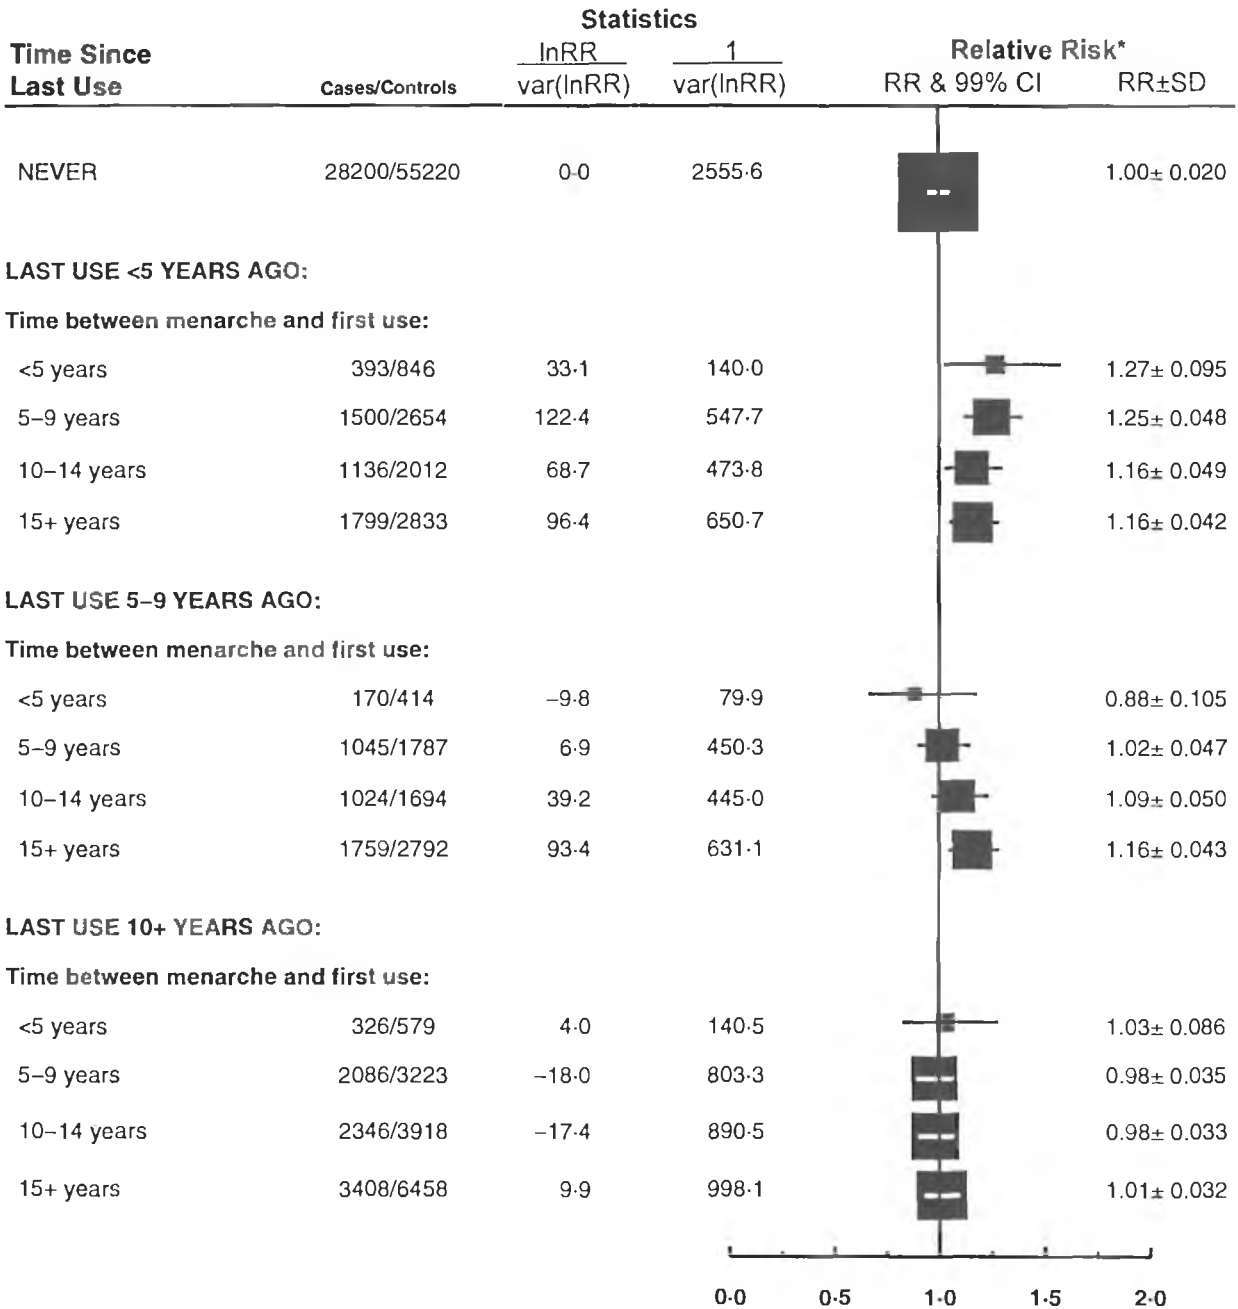 Statistics
Time Since Last Use Cases/Controls lnRR/var(lnRR) 1/var(lnRR) Relative Risk* RR & 99% CI RR±SD
NEVER 28200/55220 0·0 2555·6 1.00± 0.020
LAST USE <5 YEARS AGO:
Time between menarche and first use:
<5 years 393/846 33·1 140·0 1.27± 0.095
5–9 years 1500/2654 122·4 547·7 1.25± 0.048
10–14 years 1136/2012 68·7 473·8 1.16± 0.049
15+ years 1799/2833 96·4 650·7 1.16± 0.042
LAST USE 5–9 YEARS AGO:
Time between menarche and first use:
<5 years 170/414 –9·8 79·9 0.88± 0.105
5–9 years 1045/1787 6·9 450·3 1.02± 0.047
10–14 years 1024/1694 39·2 445·0 1.09± 0.050
15+ years 1759/2792 93·4 631·1 1.16± 0.043
LAST USE 10+ YEARS AGO:
Time between menarche and first use:
<5 years 326/579 4·0 140·5 1.03± 0.086
5–9 years 2086/3223 –18·0 803·3 0.98± 0.035
10–14 years 2346/3918 –17·4 890·5 0.98± 0.033
15+ years 3408/6458 9·9 998·1 1.01± 0.032
0·0 0·5 1·0 1·5 2·0